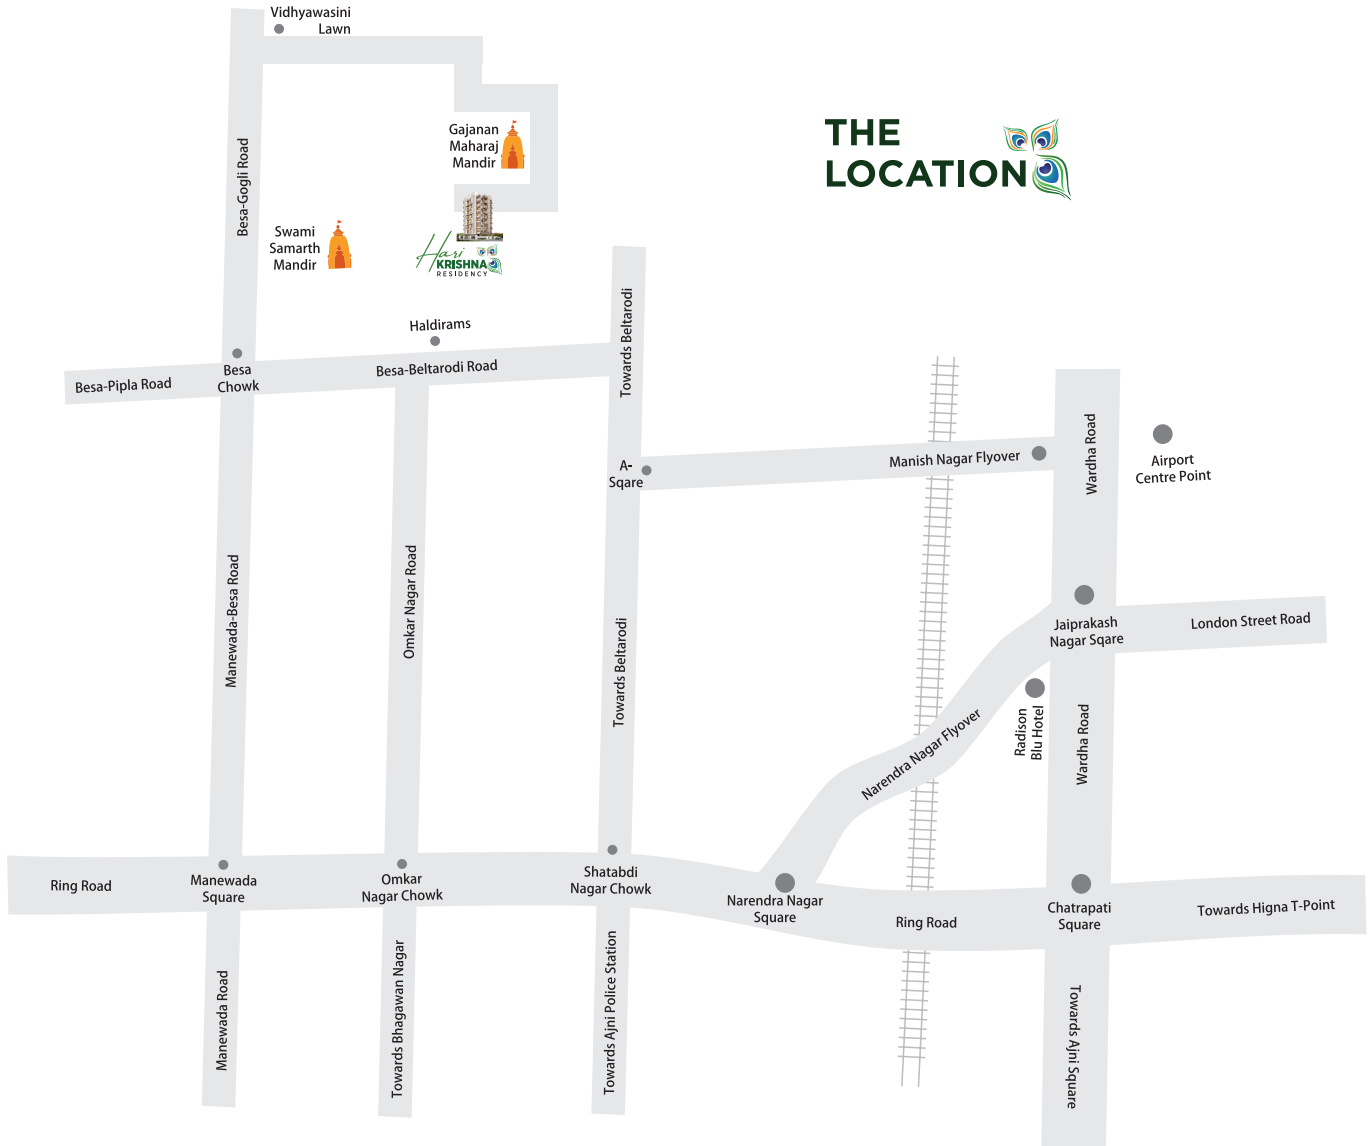 Vidhyawasini
Lawn
THE
LOCATION
Gajanan
Maharaj
Mandir
Besa-Gogli Road
Swami
Samarth
Mandir
Hari
KRISHNA
RESIDENCY
Towards Beltarodi
Haldirams
Besa-Pipla Road
Besa
Chowk
Besa-Beltarodi Road
A-
Sqare
Manish Nagar Flyover
Wardha Road
Airport
Centre Point
Manewada-Besa Road
Omkar Nagar Road
Towards Beltarodi
Jaiprakash
Nagar Sqare
London Street Road
Narendra Nagar Flyover
Radison
Blu Hotel
Wardha Road
Ring Road
Manewada
Square
Omkar
Nagar Chowk
Shatabdi
Nagar Chowk
Narendra Nagar
Square
Ring Road
Chatrapati
Square
Towards Higna T-Point
Manewada Road
Towards Bhagawan Nagar
Towards Ajni Police Station
Towards Ajni Square